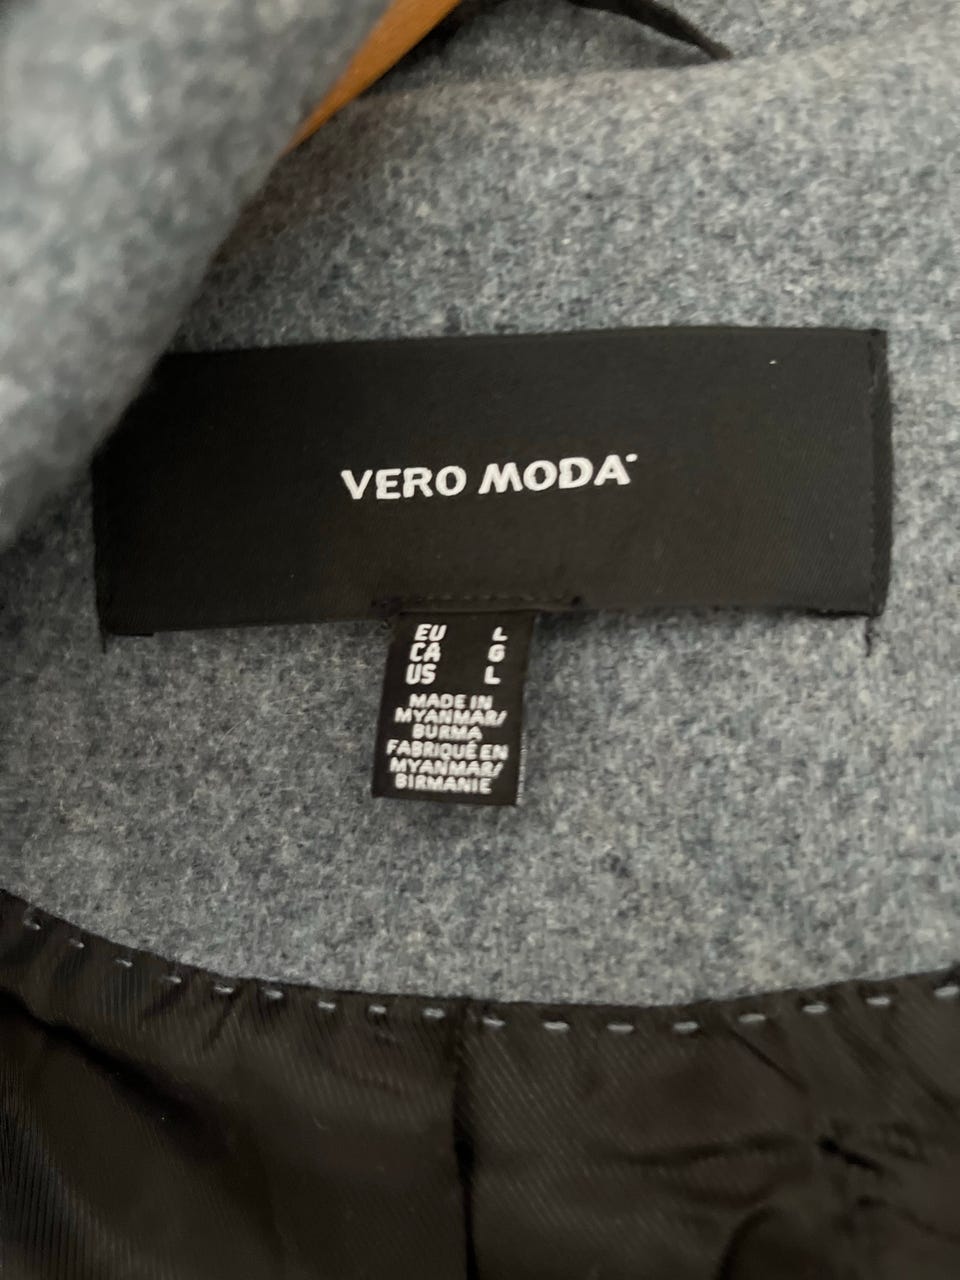 VERO MODA
EU L
CA G
US L
MADE IN
MYANMAR/
BURMA
FABRIQUÉ EN
MYANMAR/
BIRMANIE